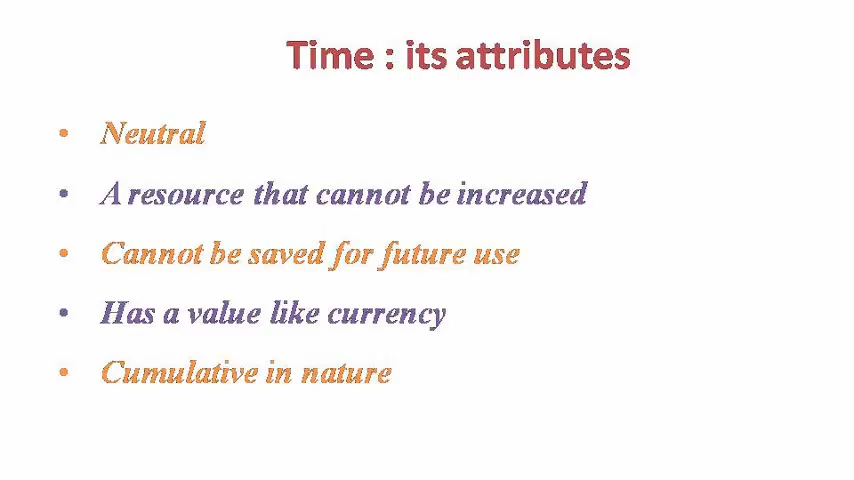 Time : its attributes
• Neutral
• A resource that cannot be increased
• Cannot be saved for future use
• Has a value like currency
• Cumulative in nature